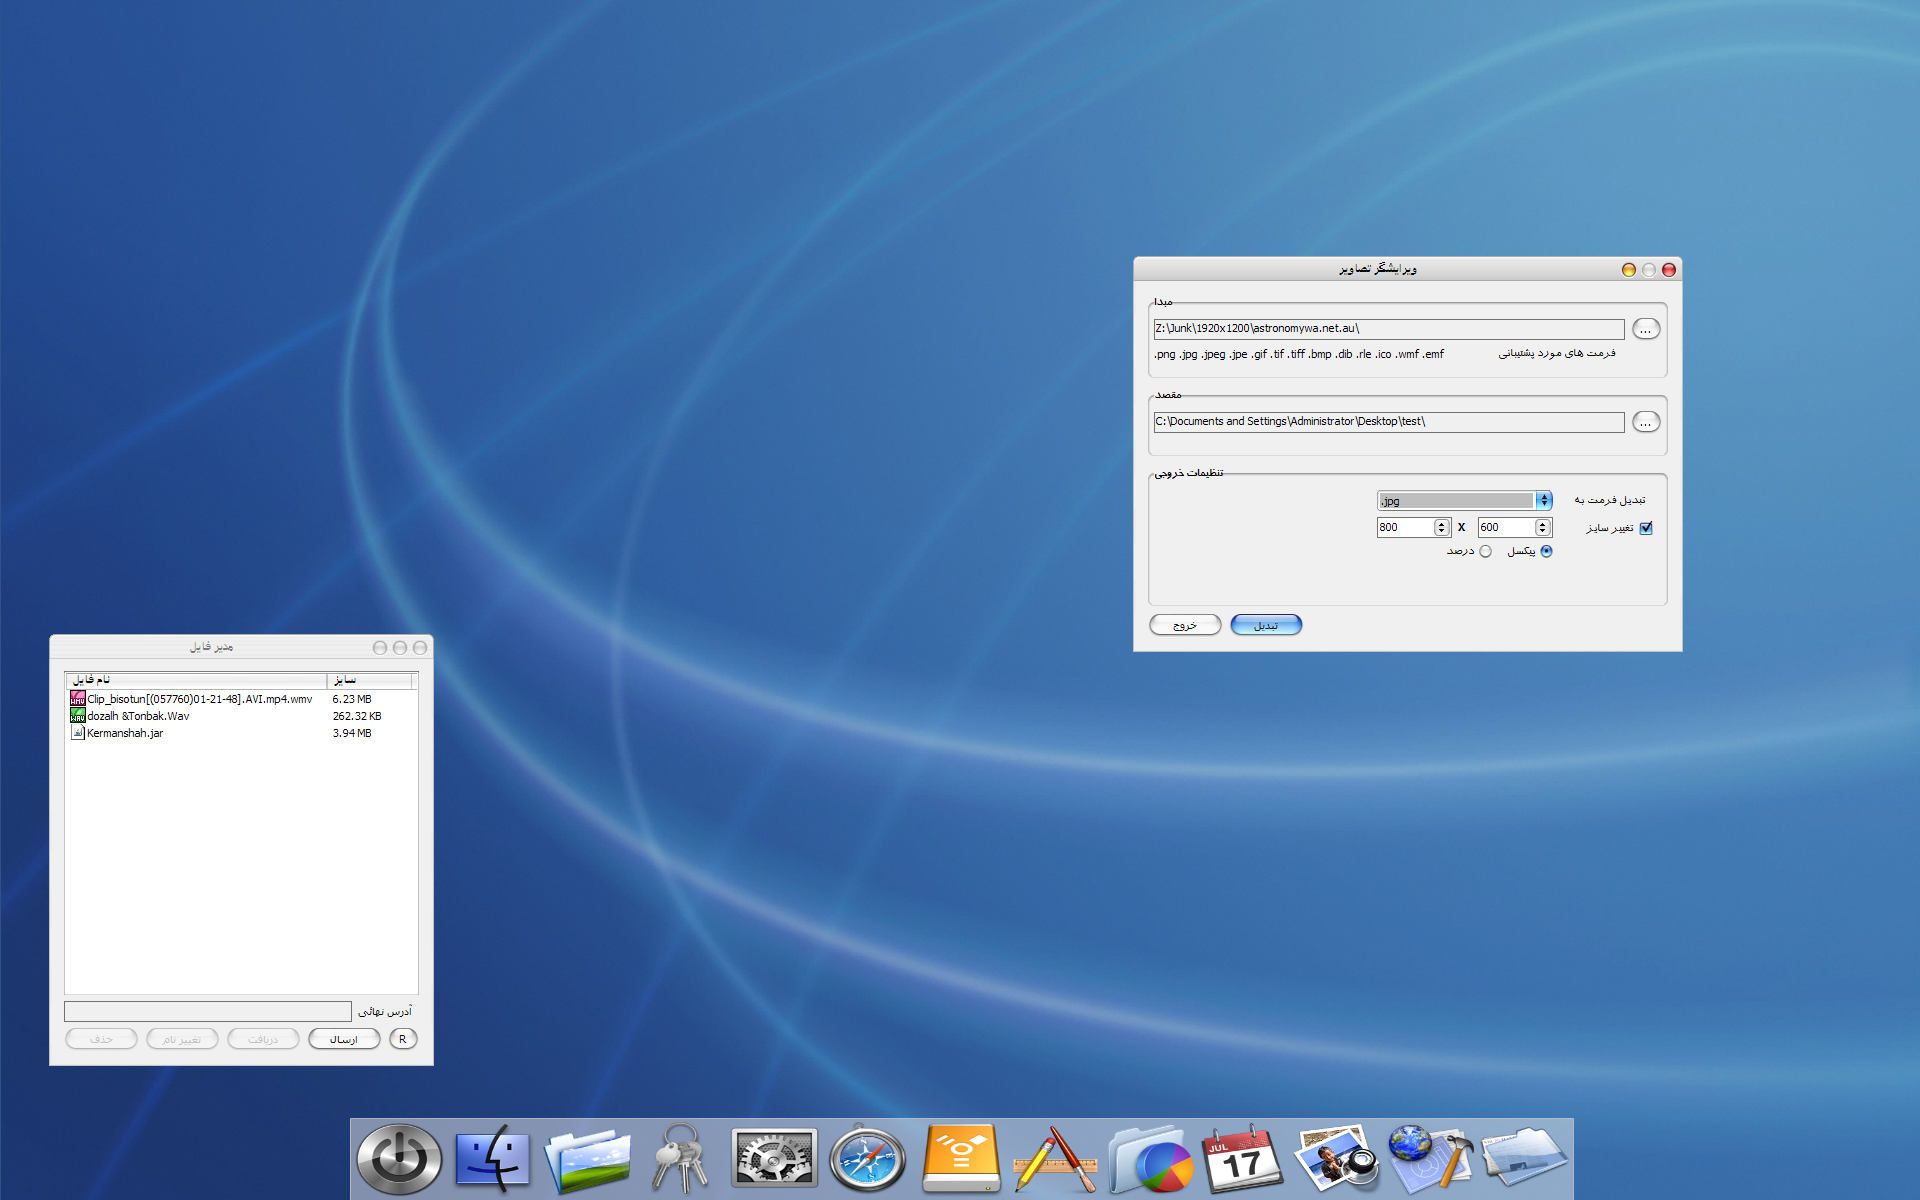 ویرایشگر تصاویر
مبدا
Z:\Junk\1920x1200\astronomywa.net.au\
...
فرمت های مورد پشتیبانی
.png .jpg .jpeg .jpe .gif .tif .tiff .bmp .dib .rle .ico .wmf .emf
مقصد
C:\Documents and Settings\Administrator\Desktop\test\
...
تنظیمات خروجی
تبدیل فرمت به .jpg
تغییر سایز 800 X 600
پیکسل درصد
تبدیل خروج
مدیر فایل
نام فایل سایز
Clip_bisotun[(057760)01-21-48].AVI.mp4.wmv 6.23 MB
dozalh &Tonbak.Wav 262.32 KB
Kermanshah.jar 3.94 MB
آدرس نهائی
R ارسال دریافت تغییر نام حذف
JUL
17